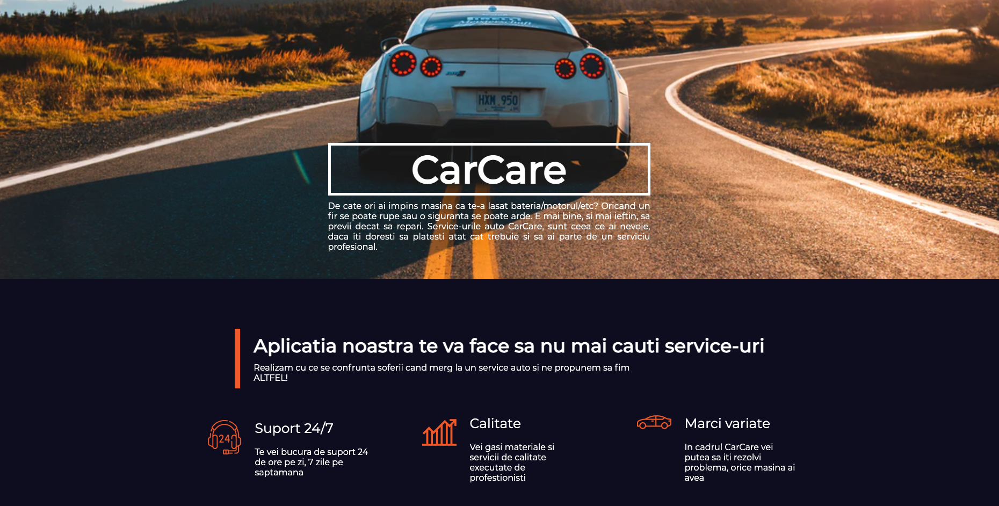 HXM 950
CarCare
De cate ori ai impins masina ca te-a lasat bateria/motorul/etc? Oricand un
fir se poate rupe sau o siguranta se poate arde. E mai bine, si mai ieftin, sa
previi decat sa repari. Service-urile auto CarCare, sunt ceea ce ai nevoie,
daca iti doresti sa platesti atat cat trebuie si sa ai parte de un serviciu
profesional.
Aplicatia noastra te va face sa nu mai cauti service-uri
Realizam cu ce se confrunta soferii cand merg la un service auto si ne propunem sa fim
ALTFEL!
24
Suport 24/7
Te vei bucura de suport 24
de ore pe zi, 7 zile pe
saptamana
Calitate
Vei gasi materiale si
servicii de calitate
executate de
profestionisti
Marci variate
In cadrul CarCare vei
putea sa iti rezolvi
problema, orice masina ai
avea